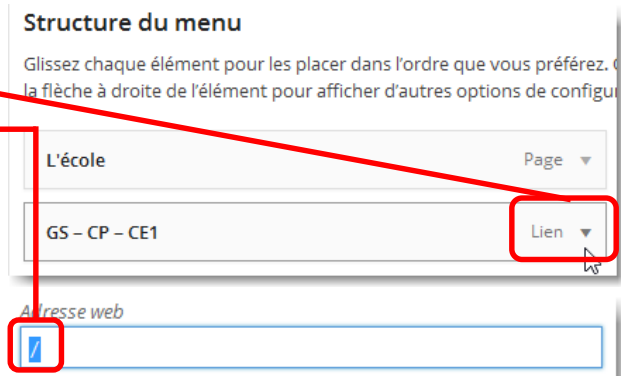 Structure du menu
Glissez chaque élément pour les placer dans l’ordre que vous préférez.
la flèche à droite de l’élément pour afficher d’autres options de
L'école Page
GS – CP – CE1 Lien
Adresse web
/